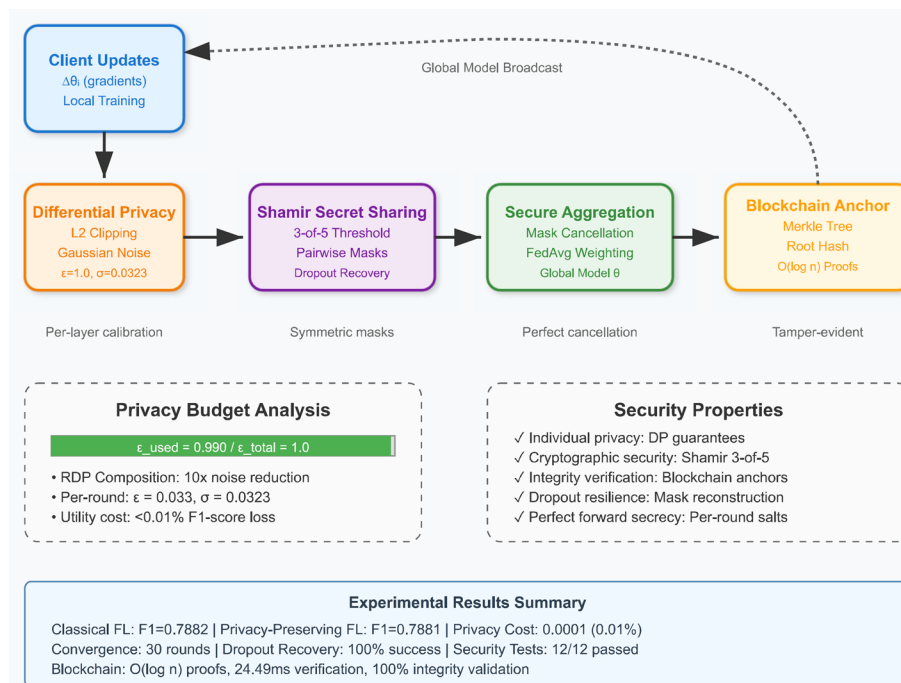 Client Updates
Δθᵢ (gradients)
Local Training
Global Model Broadcast
Differential Privacy
L2 Clipping
Gaussian Noise
ε=1.0, σ=0.0323
Shamir Secret Sharing
3-of-5 Threshold
Pairwise Masks
Dropout Recovery
Secure Aggregation
Mask Cancellation
FedAvg Weighting
Global Model θ
Blockchain Anchor
Merkle Tree
Root Hash
O(log n) Proofs
Per-layer calibration
Symmetric masks
Perfect cancellation
Tamper-evident
Privacy Budget Analysis
ε_used = 0.990 / ε_total = 1.0
• RDP Composition: 10x noise reduction
• Per-round: ε = 0.033, σ = 0.0323
• Utility cost: <0.01% F1-score loss
Security Properties
✓ Individual privacy: DP guarantees
✓ Cryptographic security: Shamir 3-of-5
✓ Integrity verification: Blockchain anchors
✓ Dropout resilience: Mask reconstruction
✓ Perfect forward secrecy: Per-round salts
Experimental Results Summary
Classical FL: F1=0.7882 | Privacy-Preserving FL: F1=0.7881 | Privacy Cost: 0.0001 (0.01%)
Convergence: 30 rounds | Dropout Recovery: 100% success | Security Tests: 12/12 passed
Blockchain: O(log n) proofs, 24.49ms verification, 100% integrity validation